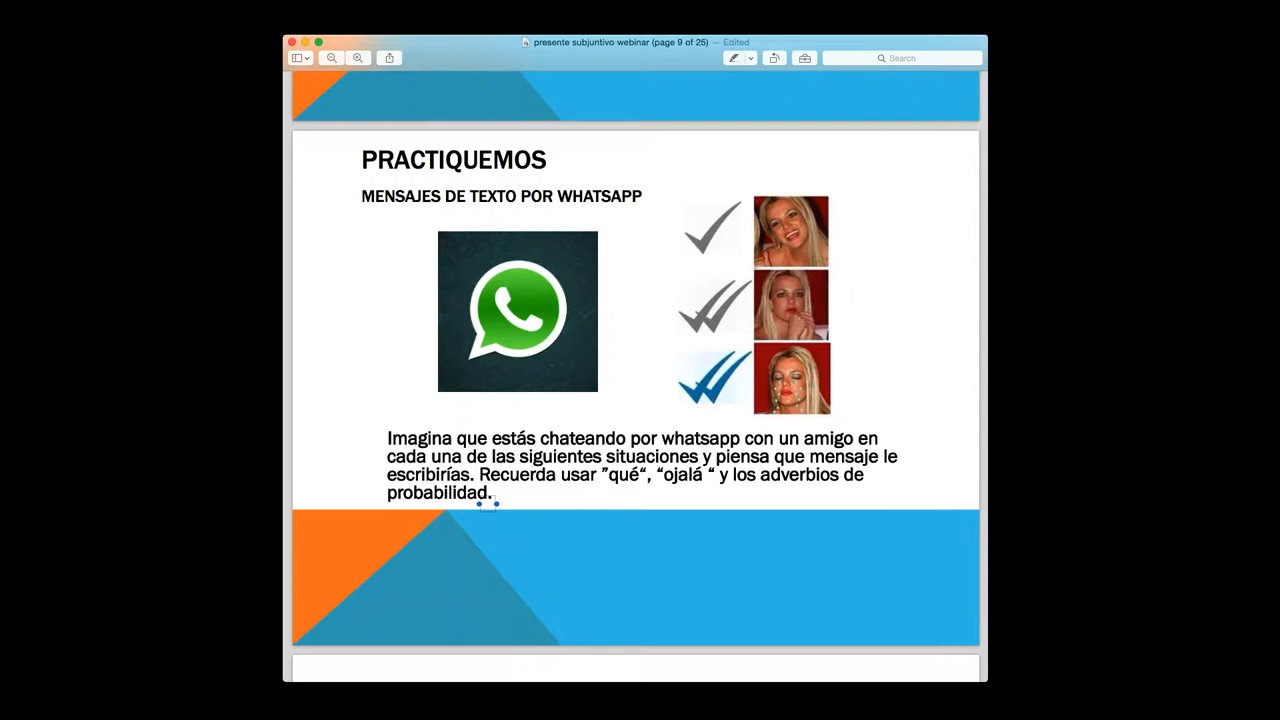 presente subjuntivo webinar (page 9 of 25) — Edited
Search
PRACTIQUEMOS
MENSAJES DE TEXTO POR WHATSAPP
Imagina que estás chateando por whatsapp con un amigo en
cada una de las siguientes situaciones y piensa que mensaje le
escribirías. Recuerda usar ”qué“, “ojalá “ y los adverbios de
probabilidad.